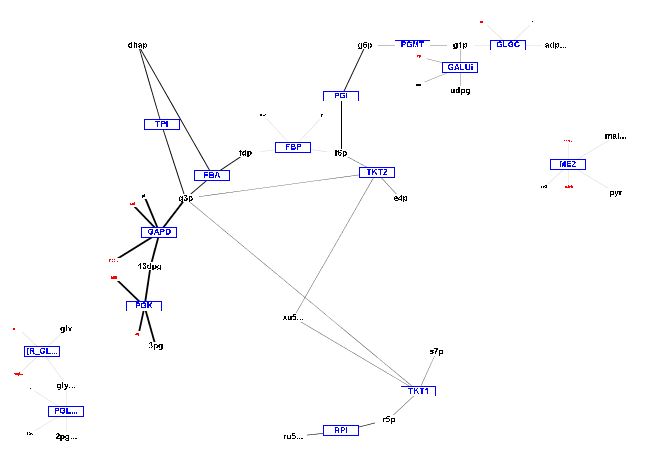 dhap
g6p
PGMT
g1p
GLGC
adp...
GALUi
udpg
PGI
TPI
FBP
fdp
f6p
mal...
ME2
FBA
TKT2
pyr
g3p
e4p
GAPD
13dpg
PGK
xu5...
3pg
glx
[R_GL...
s7p
gly...
TKT1
PGL...
r5p
RPI
ru5...
2pg...